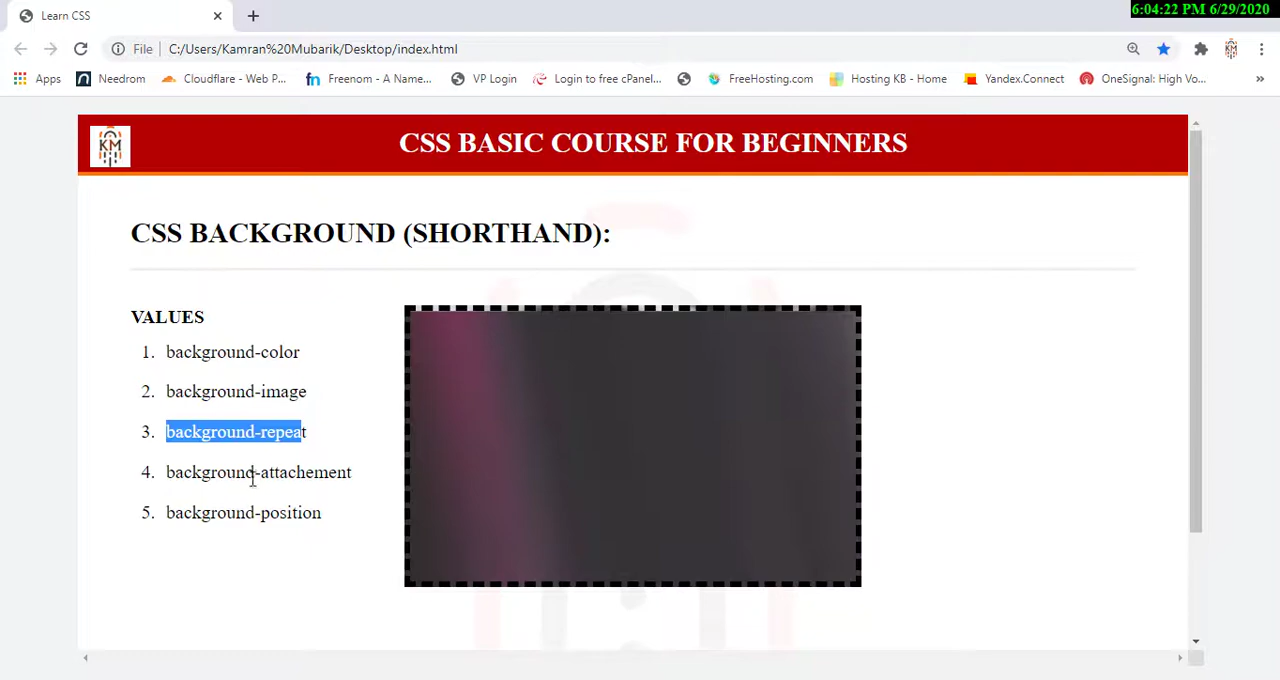 Learn CSS
6:04:22 PM 6/29/2020
File C:/Users/Kamran%20Mubarik/Desktop/index.html
KM
Apps Needrom Cloudflare - Web P... fn Freenom - A Name... VP Login Login to free cPanel... FreeHosting.com Hosting KB - Home Yandex.Connect OneSignal: High Vo... »
KM
CSS BASIC COURSE FOR BEGINNERS
CSS BACKGROUND (SHORTHAND):
VALUES
1. background-color
2. background-image
3. background-repeat
4. background-attachement
5. background-position